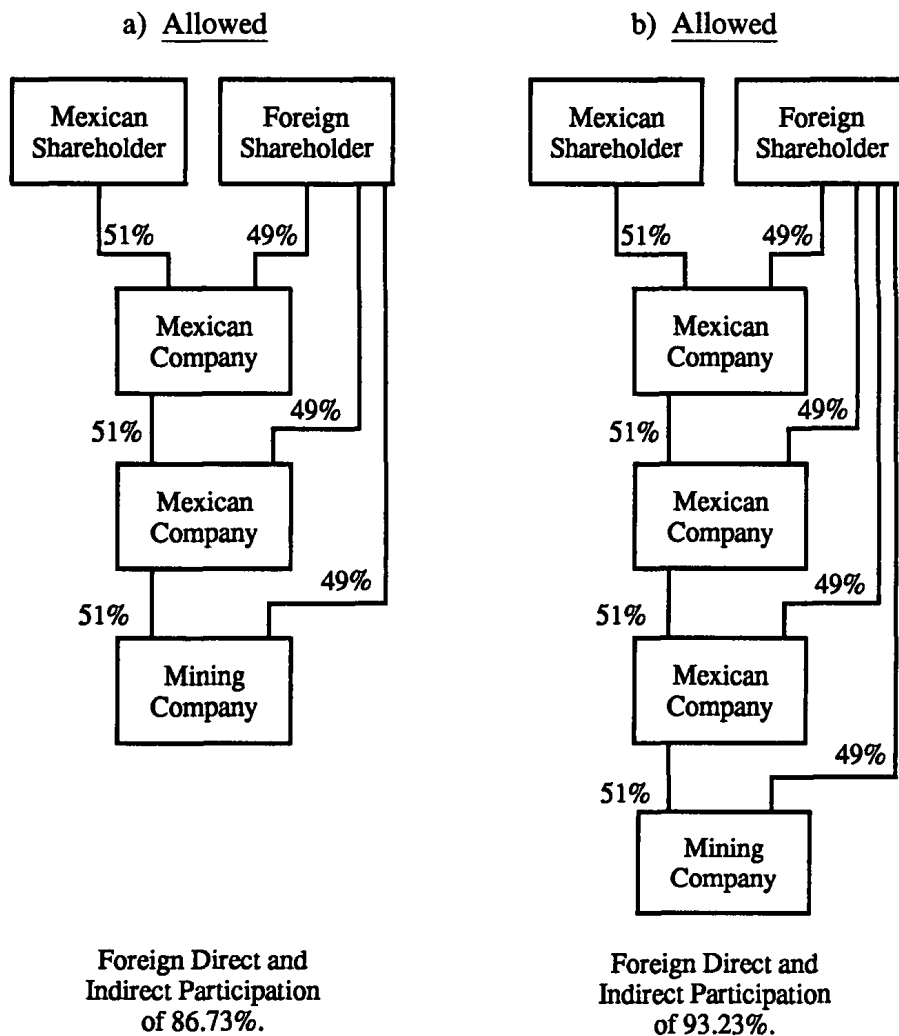 a) Allowed
Mexican
Shareholder
Foreign
Shareholder
51%
49%
Mexican
Company
51%
49%
Mexican
Company
51%
49%
Mining
Company
Foreign Direct and
Indirect Participation
of 86.73%.
b) Allowed
Mexican
Shareholder
Foreign
Shareholder
51%
49%
Mexican
Company
51%
49%
Mexican
Company
51%
49%
Mexican
Company
51%
49%
Mining
Company
Foreign Direct and
Indirect Participation
of 93.23%.